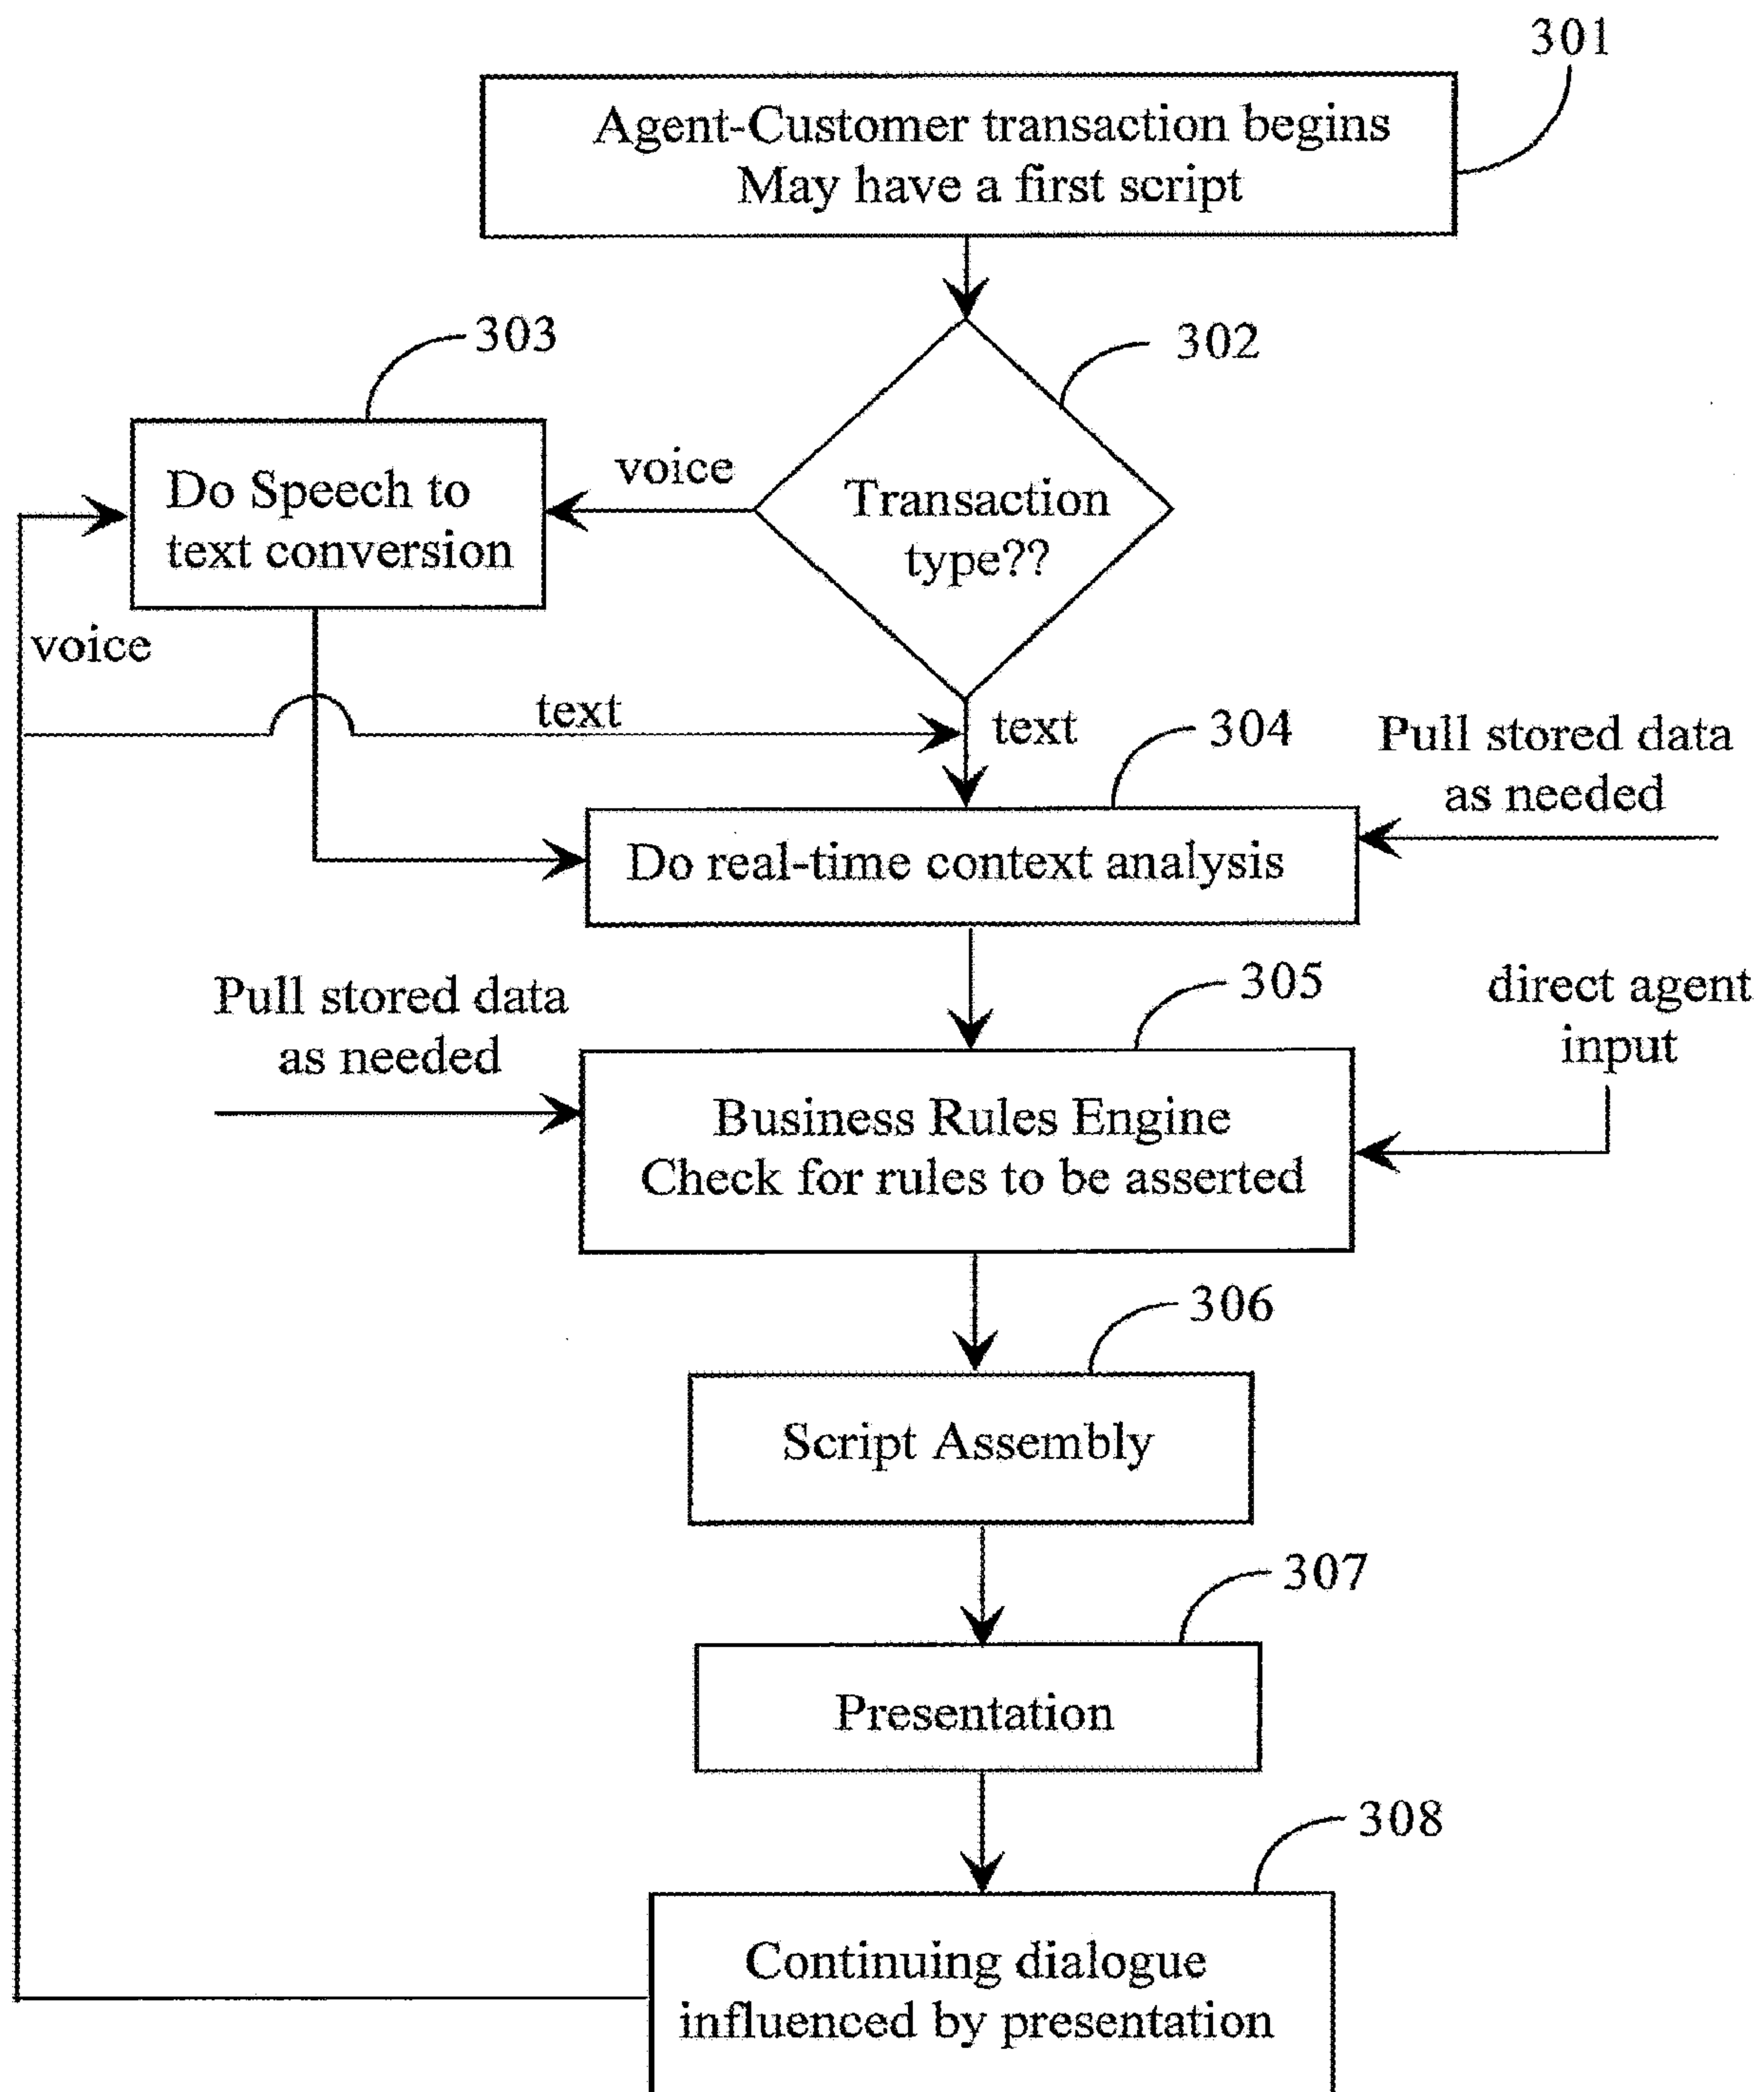 301
Agent-Customer transaction begins
May have a first script
303
302
Do Speech to
text conversion
voice
Transaction
type??
voice
text
text
304
Pull stored data
as needed
Do real-time context analysis
Pull stored data
as needed
305
direct agent
input
Business Rules Engine
Check for rules to be asserted
306
Script Assembly
307
Presentation
308
Continuing dialogue
influenced by presentation